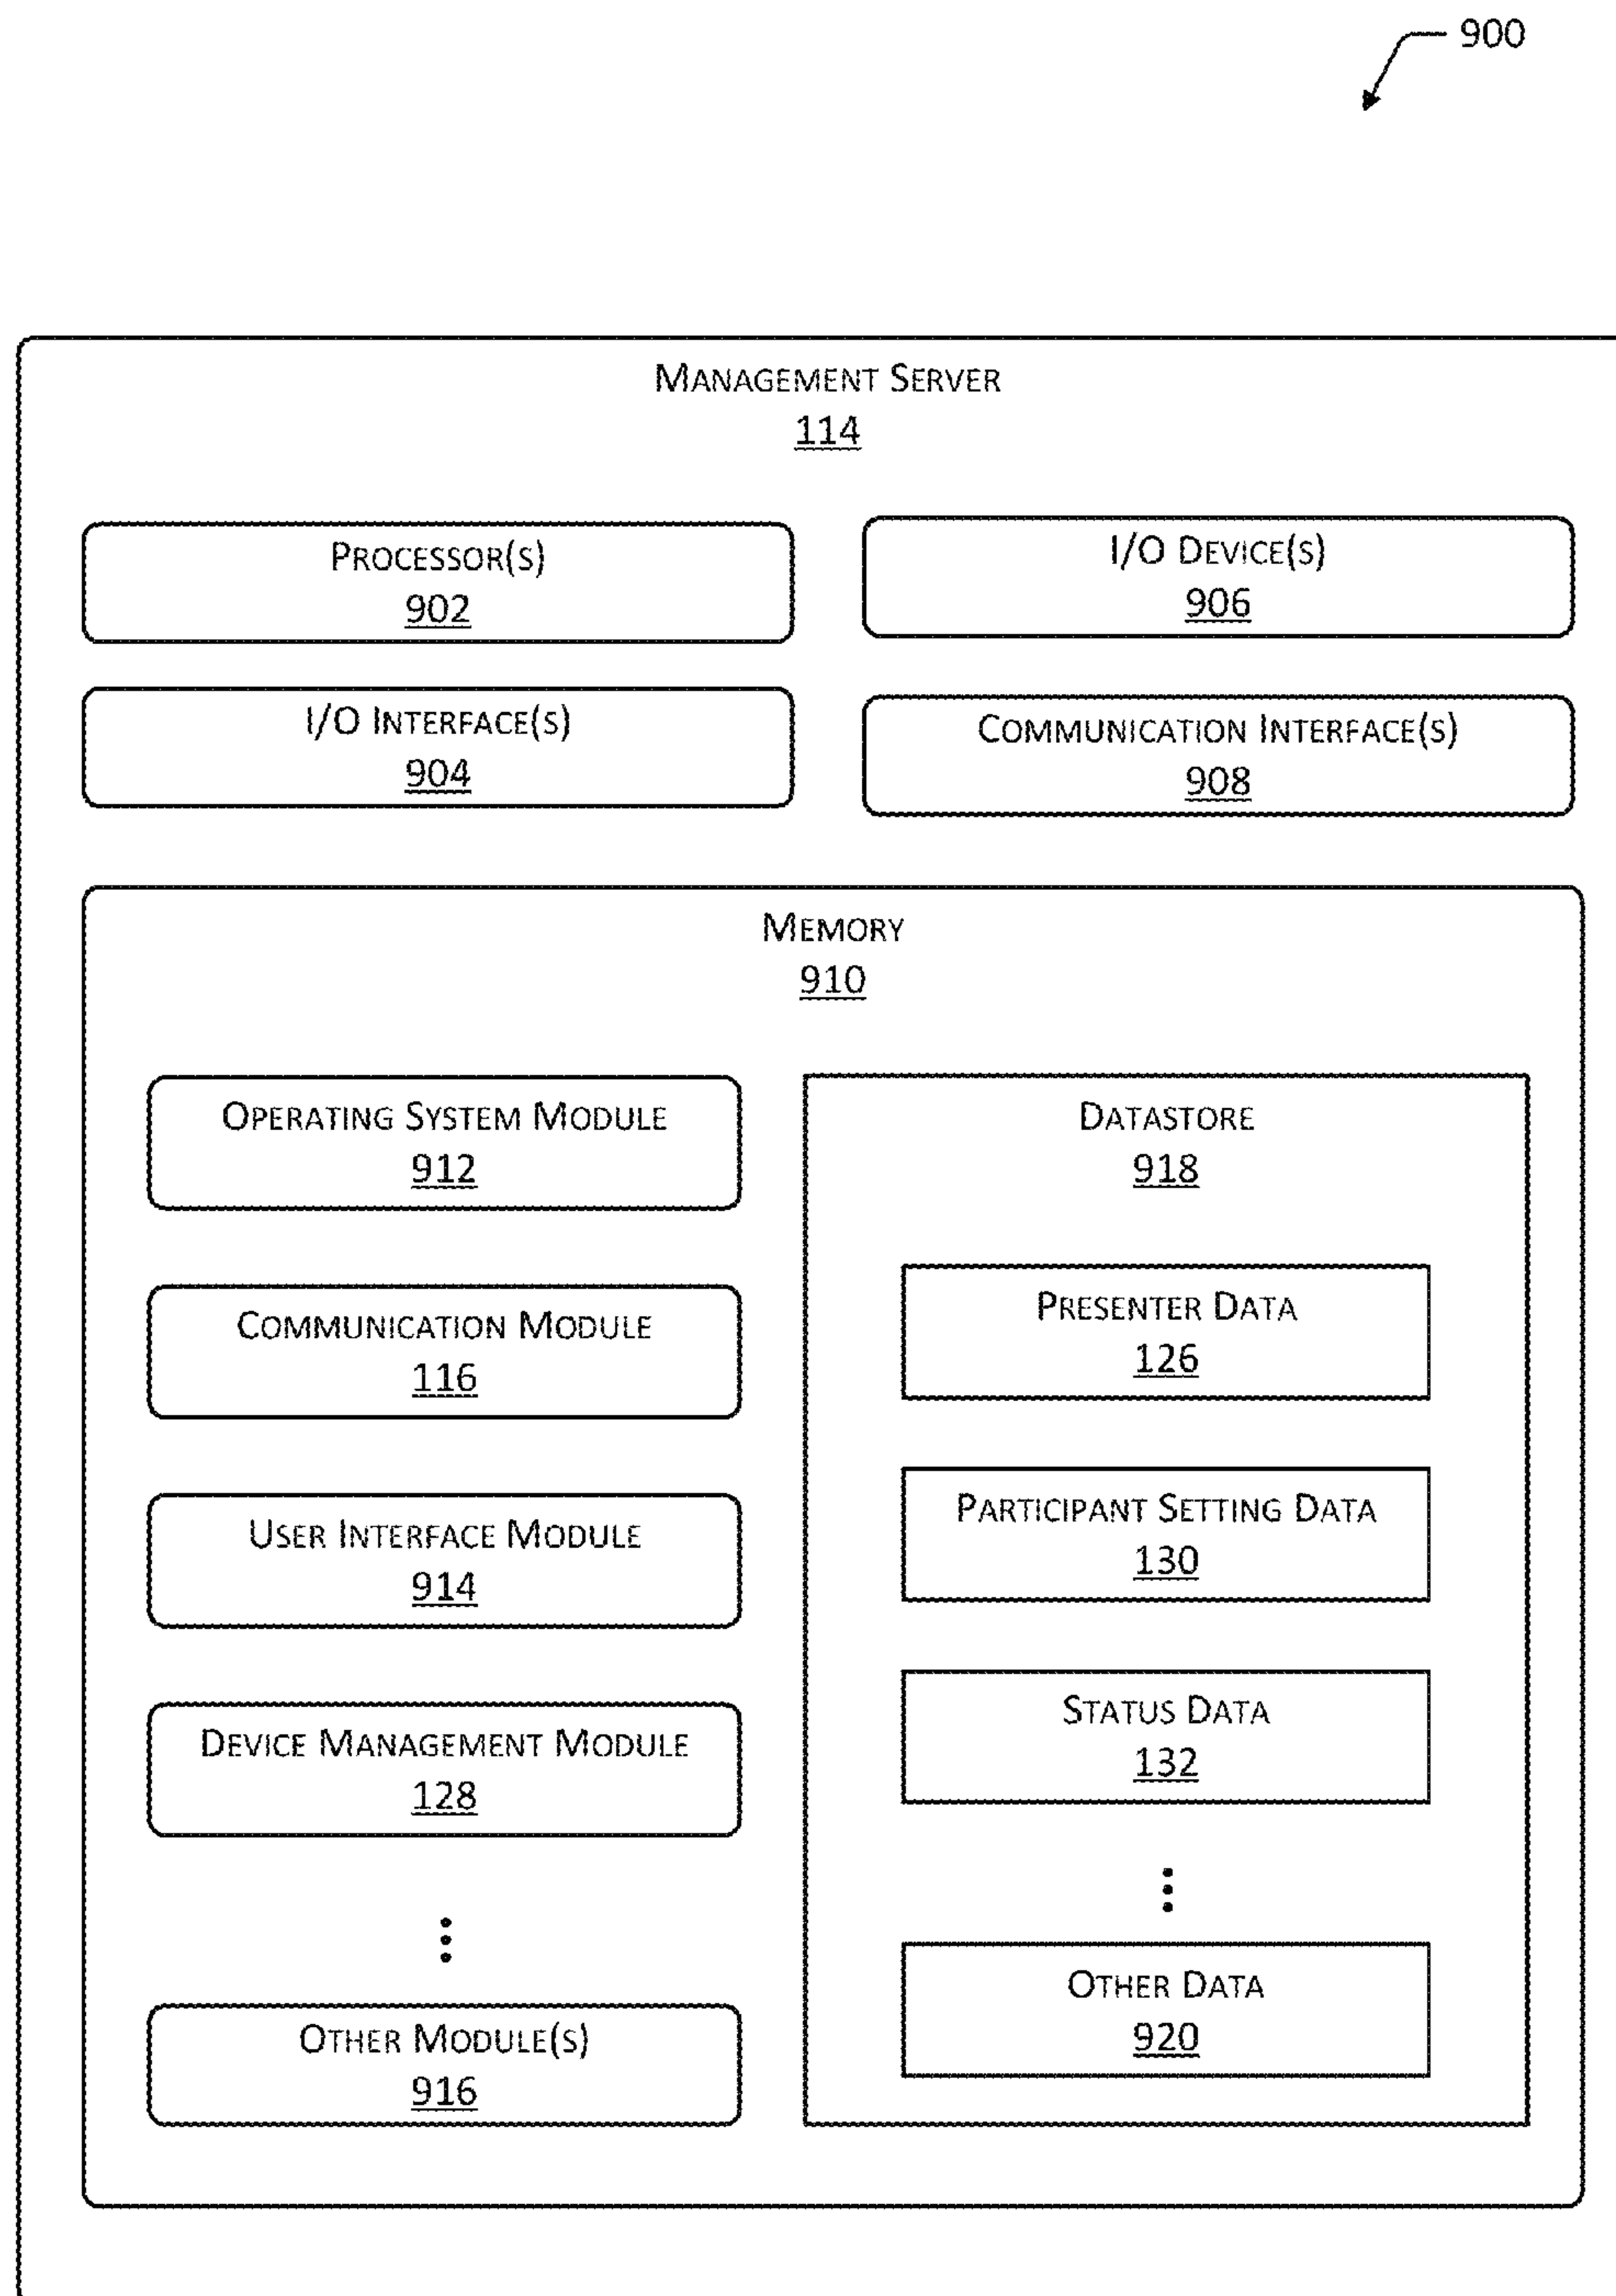 900
MANAGEMENT SERVER
114
PROCESSOR(S)
902
I/O DEVICE(S)
906
I/O INTERFACE(S)
904
COMMUNICATION INTERFACE(S)
908
MEMORY
910
OPERATING SYSTEM MODULE
912
COMMUNICATION MODULE
116
USER INTERFACE MODULE
914
DEVICE MANAGEMENT MODULE
128
OTHER MODULE(S)
916
DATASTORE
918
PRESENTER DATA
126
PARTICIPANT SETTING DATA
130
STATUS DATA
132
OTHER DATA
920